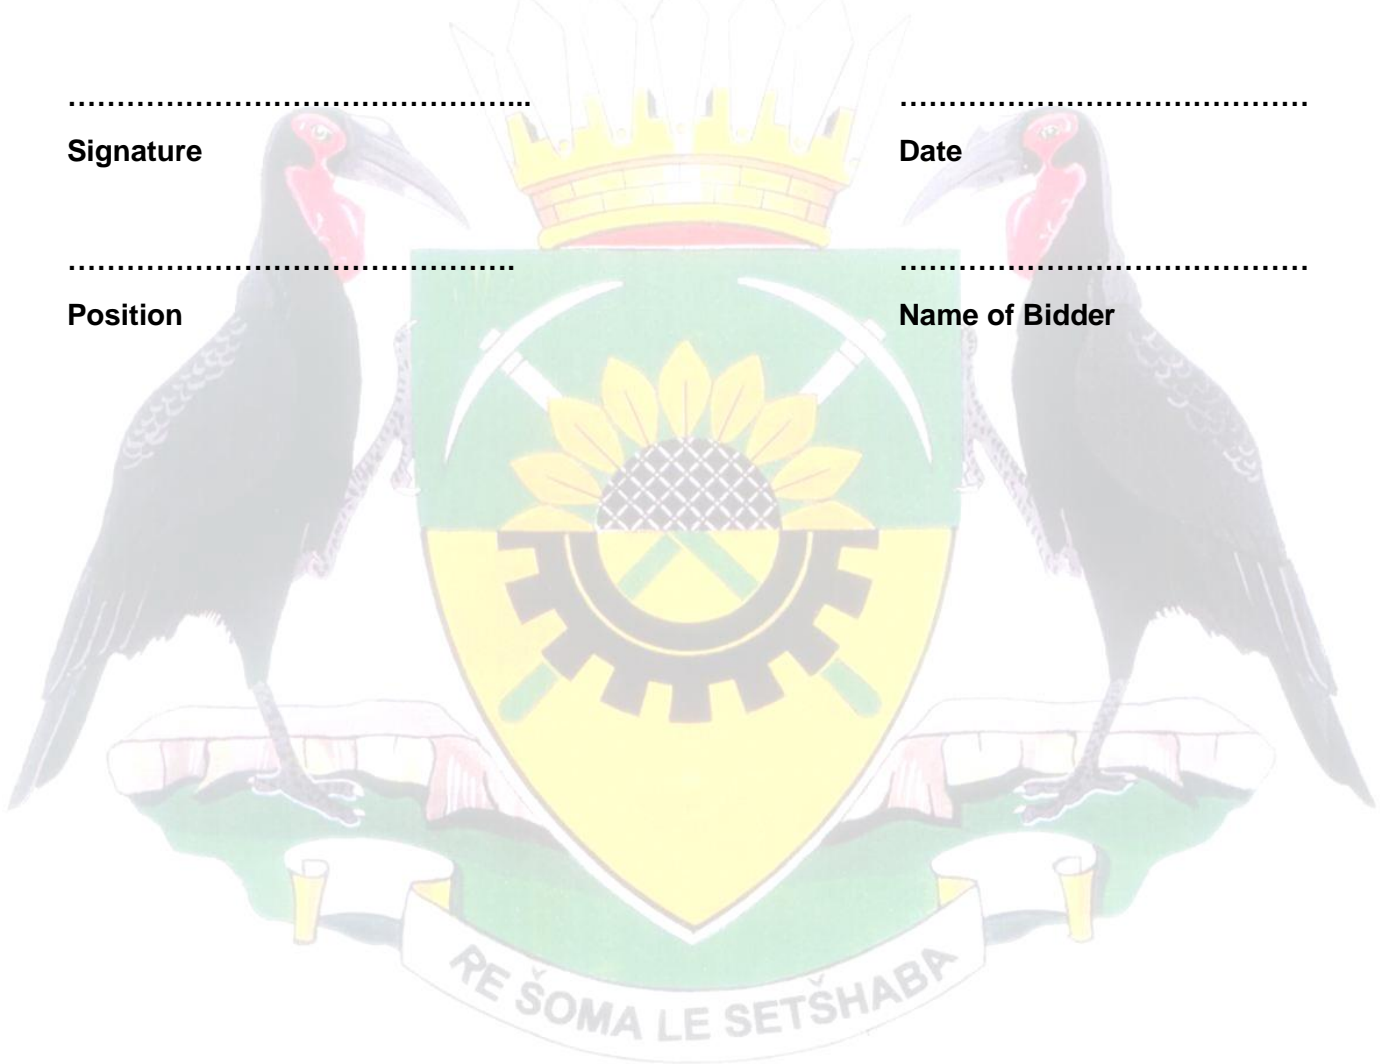 ………………………………………... ……………………………………
Signature Date
………………………………………. ……………………………………
Position Name of Bidder
RE ŠOMA LE SETŠHABA